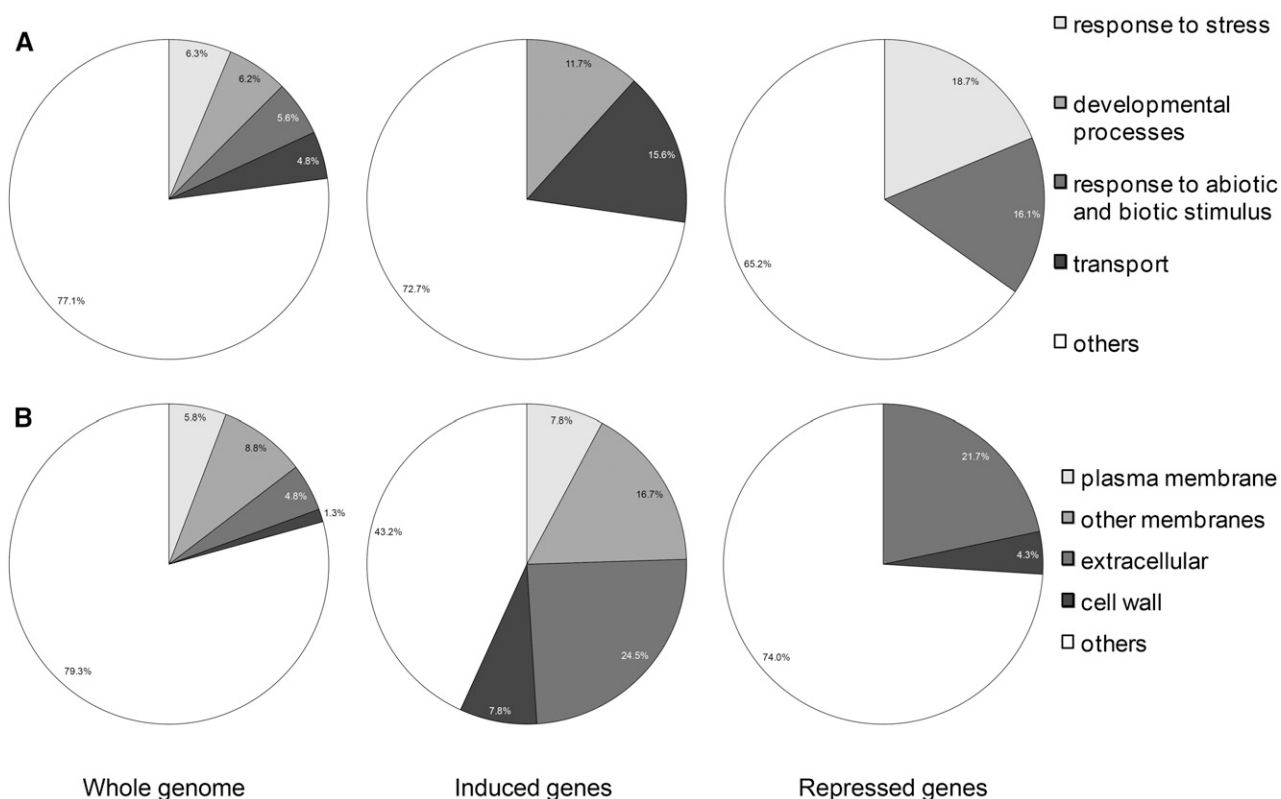 A
6.3%
6.2%
5.6%
4.8%
77.1%
11.7%
15.6%
72.7%
18.7%
16.1%
65.2%
response to stress
developmental
processes
response to abiotic
and biotic stimulus
transport
others
B
5.8%
8.8%
4.8%
1.3%
79.3%
7.8%
16.7%
24.5%
7.8%
43.2%
21.7%
4.3%
74.0%
plasma membrane
other membranes
extracellular
cell wall
others
Whole genome
Induced genes
Repressed genes